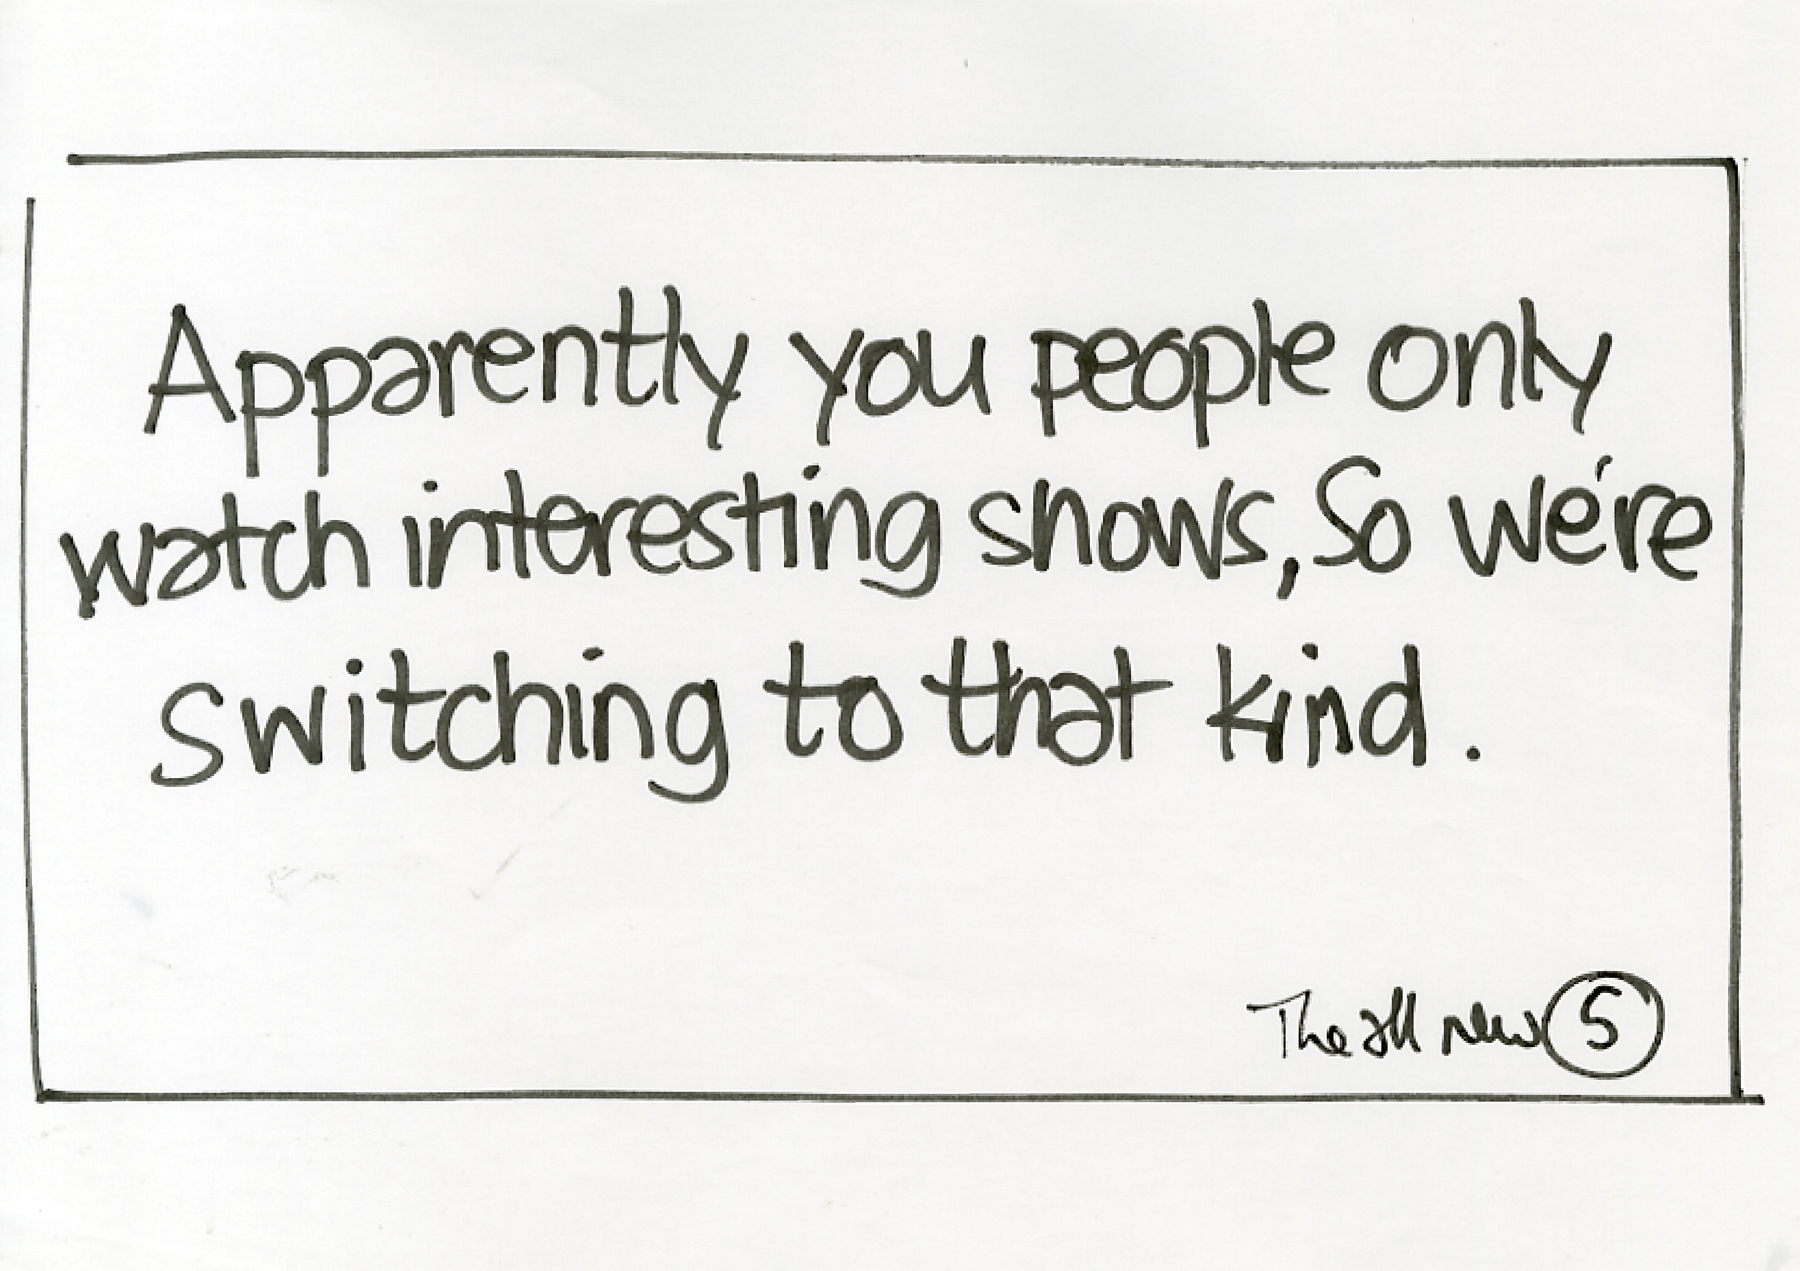 Apparently you people only
watch interesting shows, So we're
switching to that kind.
The all new 5